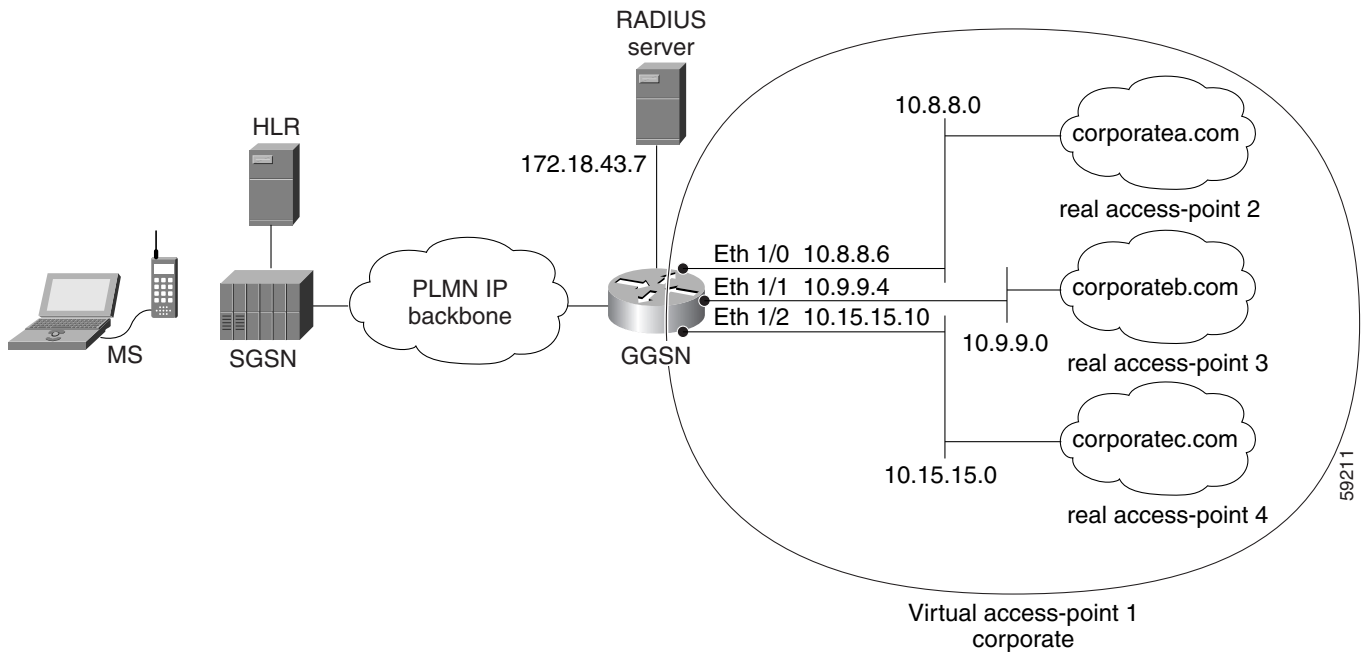 RADIUS
server
HLR
172.18.43.7
10.8.8.0
corporatea.com
real access-point 2
Eth 1/0 10.8.8.6
Eth 1/1 10.9.9.4
Eth 1/2 10.15.15.10
PLMN IP
backbone
MS
SGSN
GGSN
corporateb.com
10.9.9.0
real access-point 3
corporatec.com
10.15.15.0
real access-point 4
59211
Virtual access-point 1
corporate